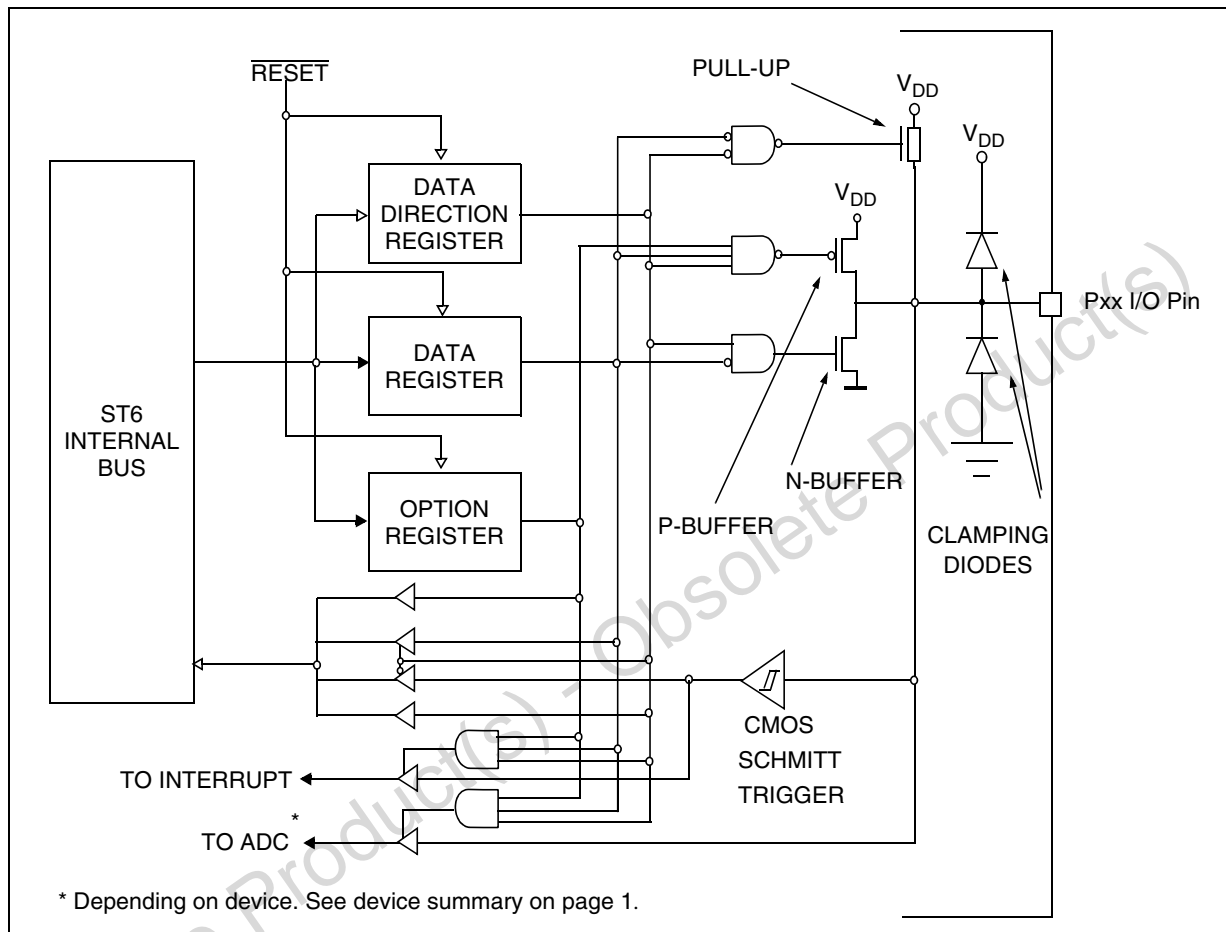 RESET
PULL-UP
VDD
VDD
DATA
DIRECTION
REGISTER
VDD
Pxx I/O Pin
DATA
REGISTER
ST6
INTERNAL
BUS
N-BUFFER
OPTION
REGISTER
P-BUFFER
CLAMPING
DIODES
CMOS
SCHMITT
TRIGGER
TO INTERRUPT
TO ADC *
* Depending on device. See device summary on page 1.
Product(s) - Obsolete Product(s)